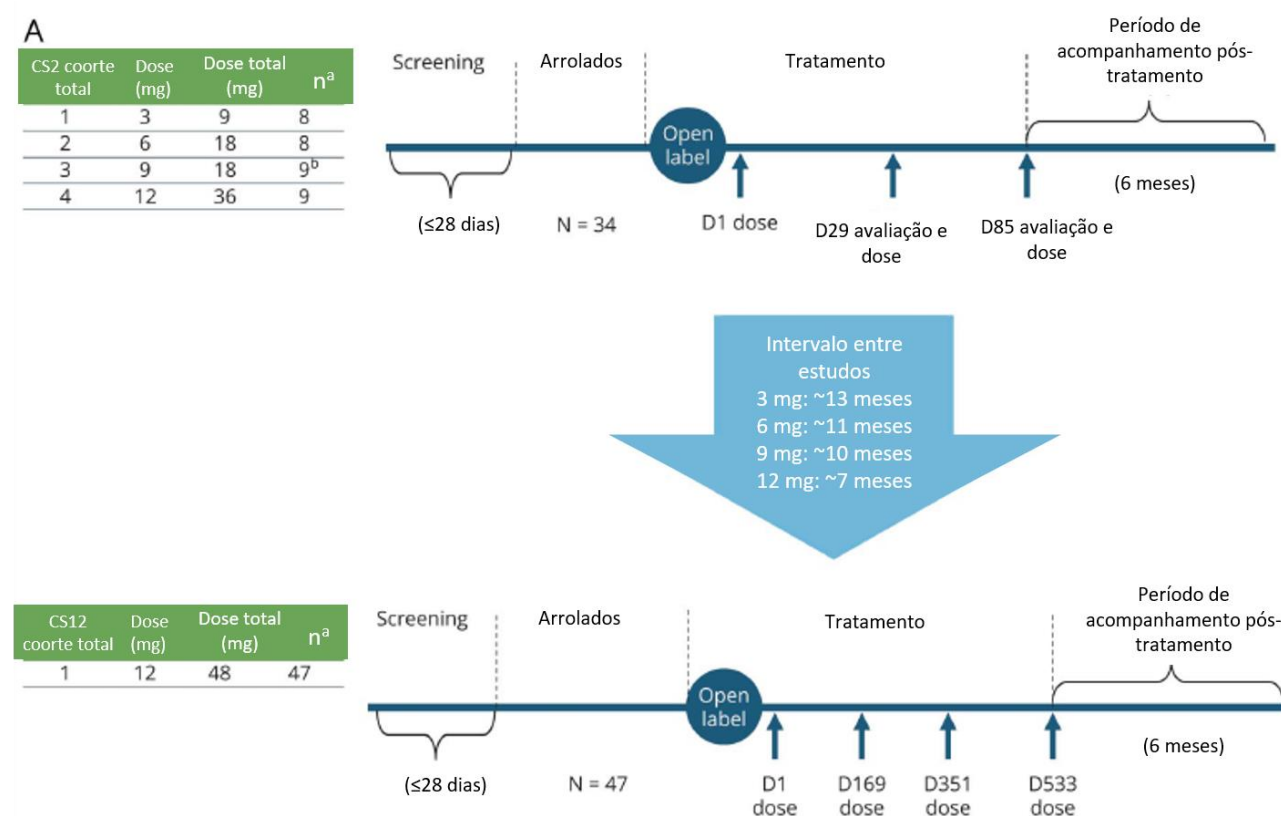 A
CS2 coorte total Dose (mg) Dose total (mg) nª
1 3 9 8
2 6 18 8
3 9 18 9ᵇ
4 12 36 9
Screening
Arrolados
Tratamento
Período de
acompanhamento pós-
tratamento
Open
label
(≤28 dias)
N = 34
D1 dose
D29 avaliação e
dose
D85 avaliação e
dose
(6 meses)
Intervalo entre
estudos
3 mg: ~13 meses
6 mg: ~11 meses
9 mg: ~10 meses
12 mg: ~7 meses
CS12 coorte total Dose (mg) Dose total (mg) nª
1 12 48 47
Screening
Arrolados
Tratamento
Período de
acompanhamento pós-
tratamento
Open
label
(≤28 dias)
N = 47
D1
dose
D169
dose
D351
dose
D533
dose
(6 meses)